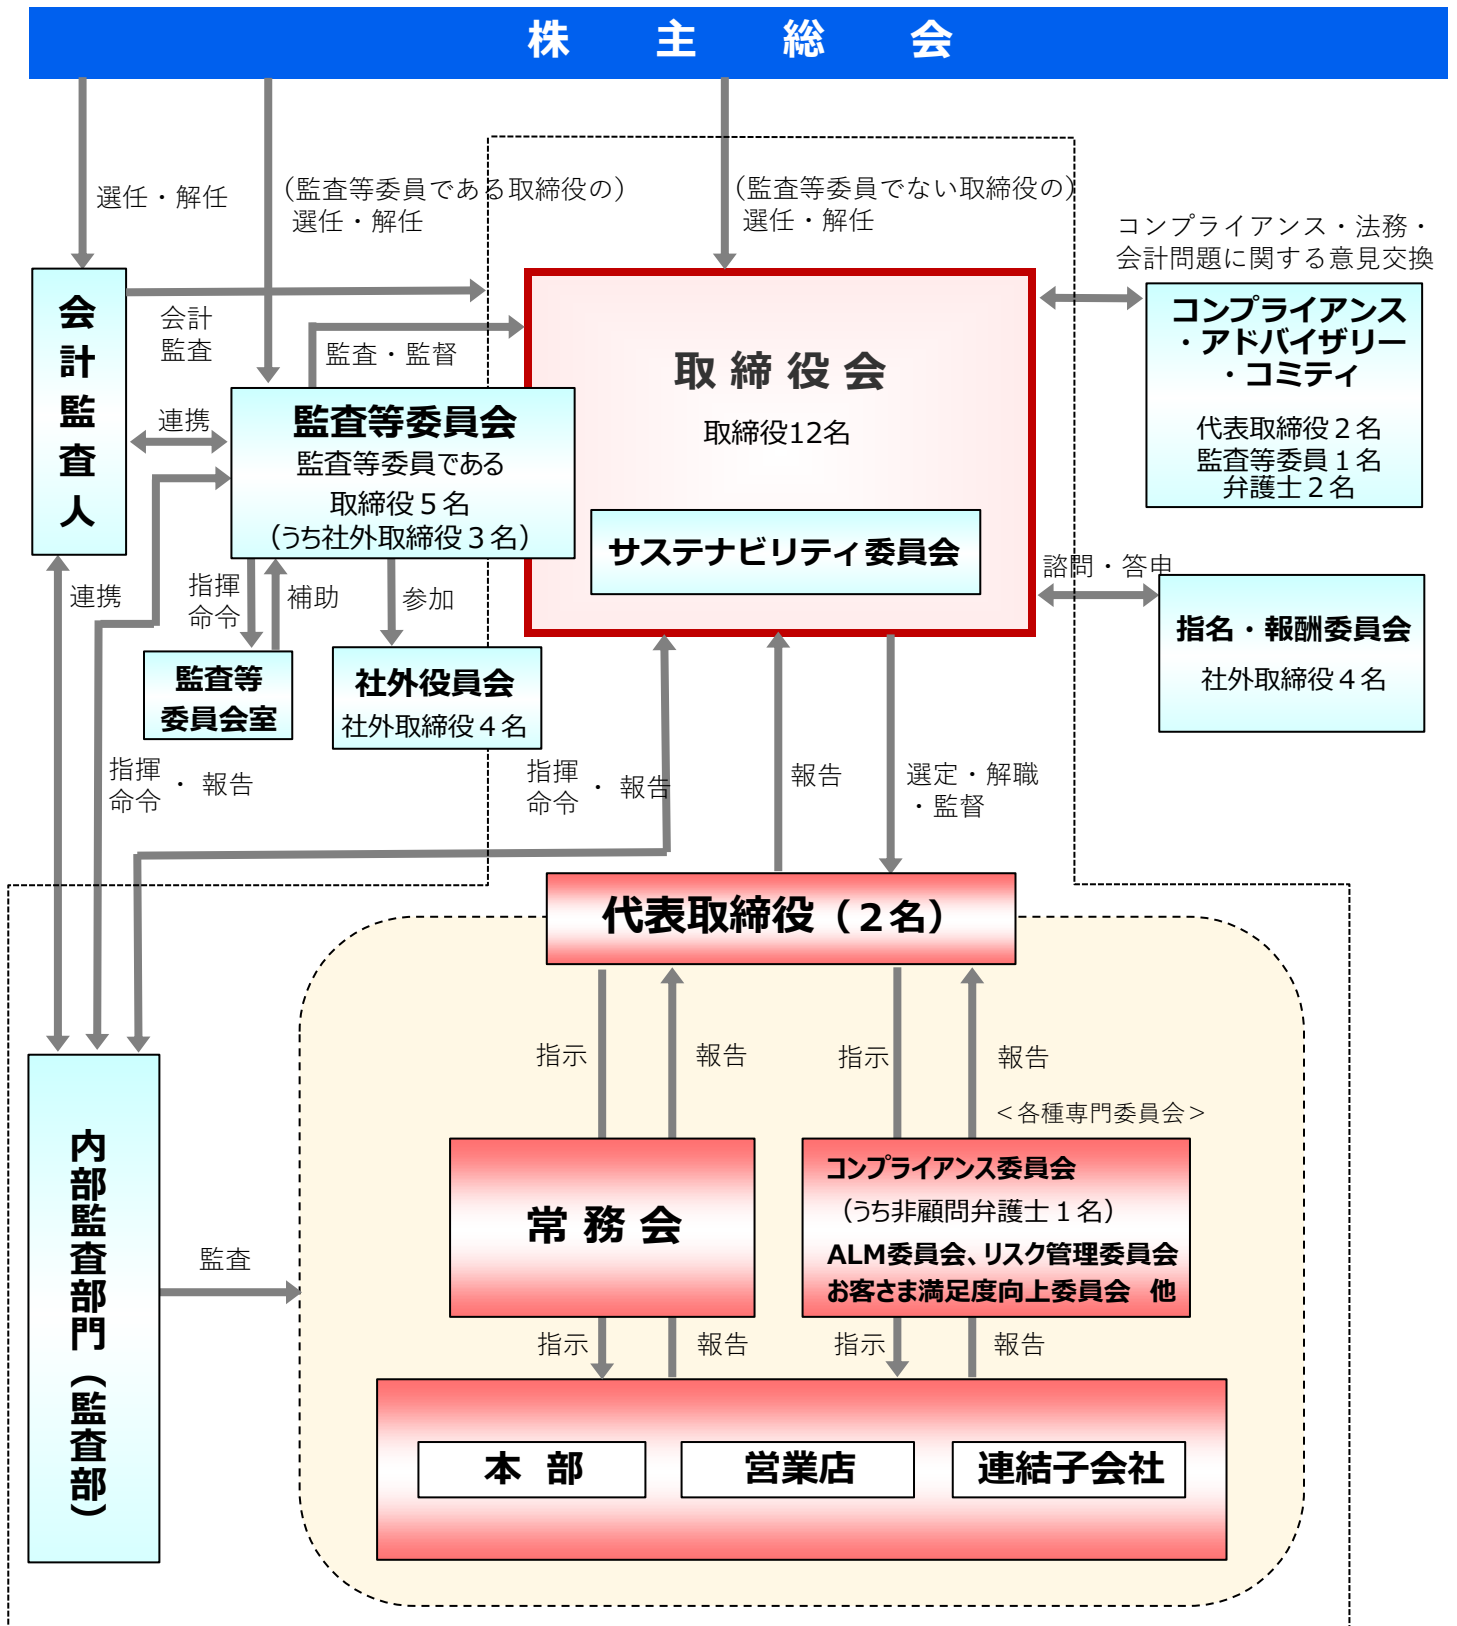 株主総会
選任・解任
（監査等委員である取締役の）
選任・解任
（監査等委員でない取締役の）
選任・解任
コンプライアンス・法務・
会計問題に関する意見交換
会計監査人
会計
監査
監査・監督
連携
監査等委員会
監査等委員である
取締役５名
（うち社外取締役３名）
取締役会
取締役12名
サステナビリティ委員会
コンプライアンス
・アドバイザリー
・コミティ
代表取締役２名
監査等委員１名
弁護士２名
諮問・答申
指名・報酬委員会
社外取締役４名
連携
指揮
命令
補助
参加
監査等
委員会室
社外役員会
社外取締役４名
指揮
命令
・ 報告
指揮
命令
・ 報告
報告
選定・解職
・監督
代表取締役（２名）
指示
報告
指示
報告
＜各種専門委員会＞
常務会
コンプライアンス委員会
（うち非顧問弁護士１名）
ALM委員会、リスク管理委員会
お客さま満足度向上委員会 他
内部監査部門（監査部）
監査
指示
報告
指示
報告
本部
営業店
連結子会社